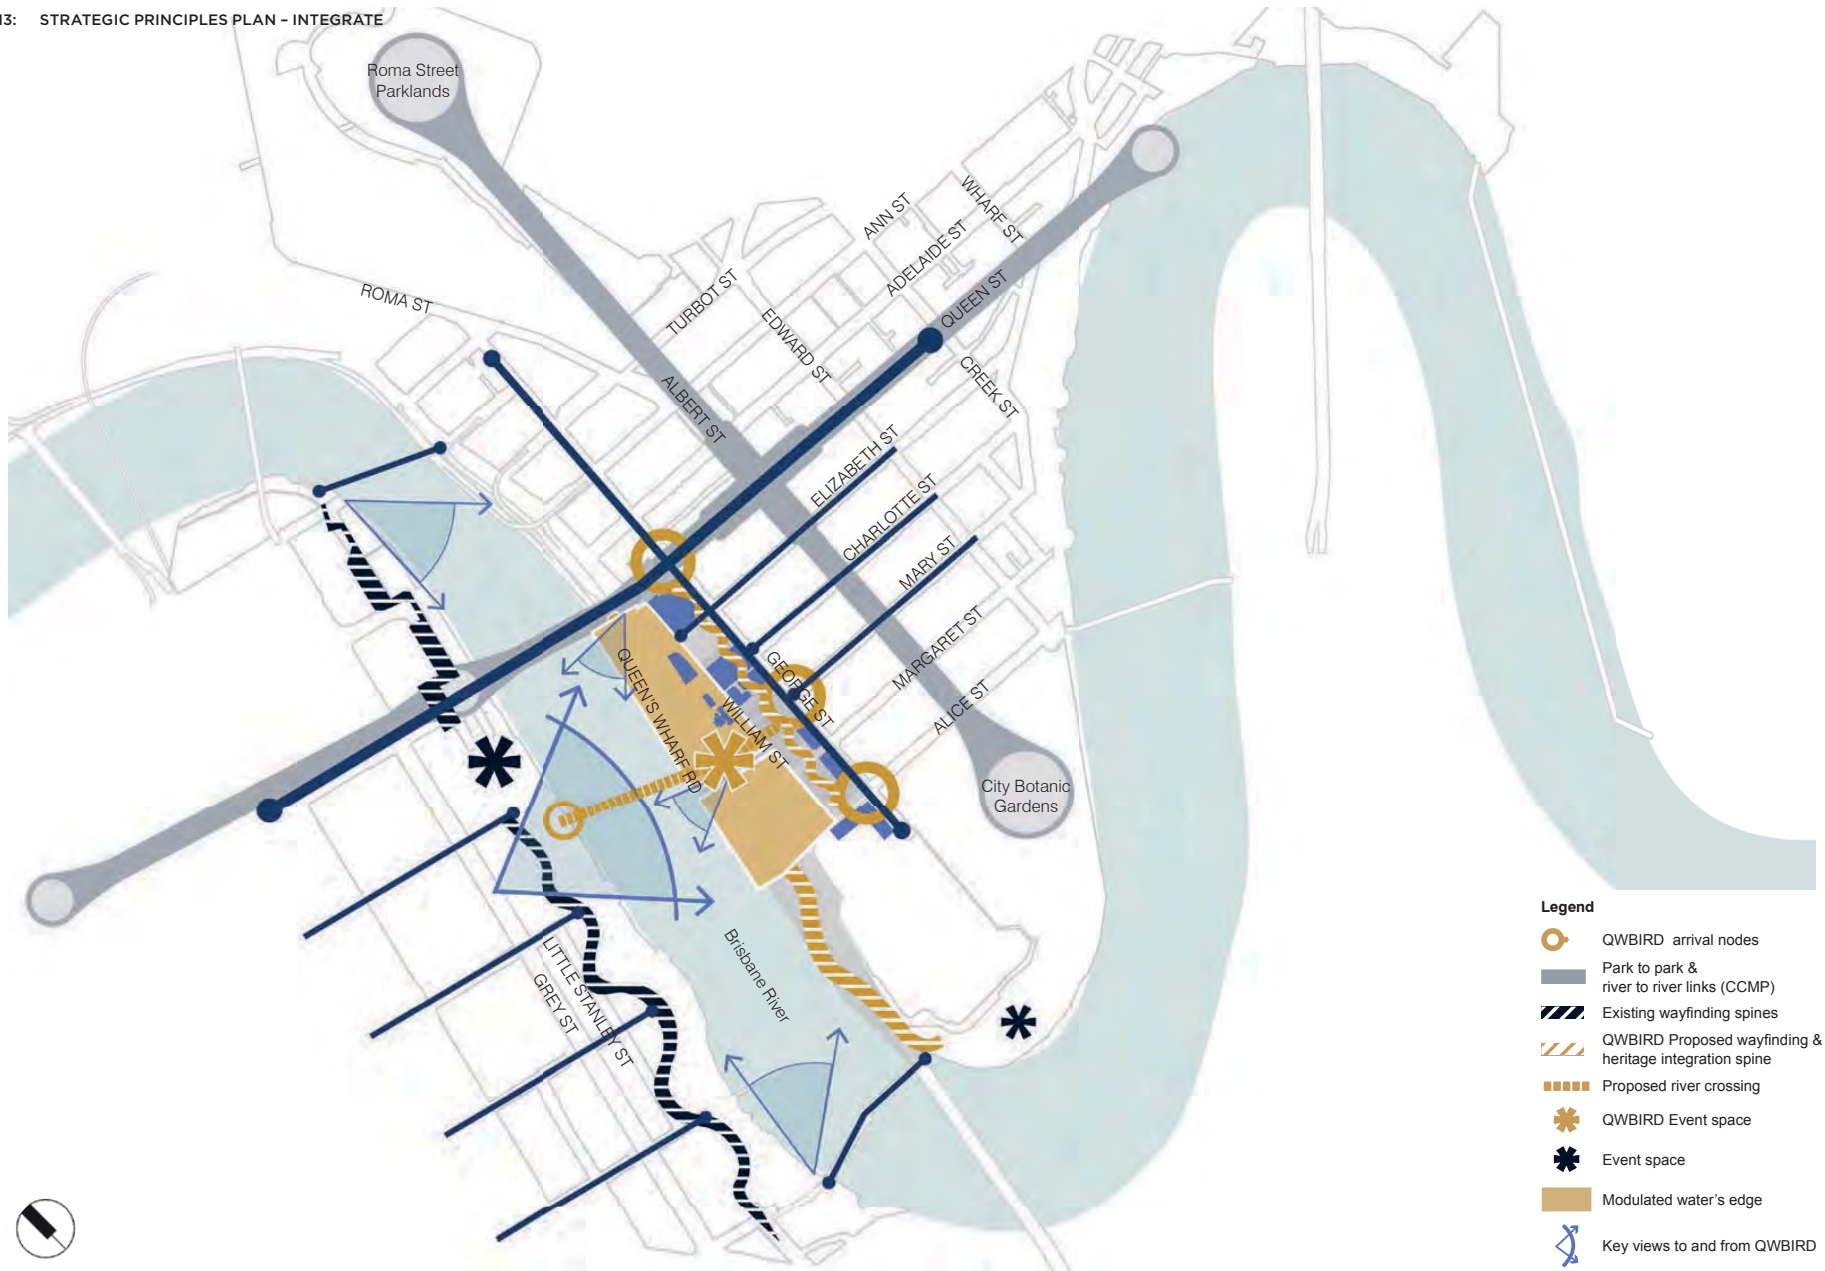 13: STRATEGIC PRINCIPLES PLAN – INTEGRATE
Roma Street
Parklands
ROMA ST
TURBOT ST
ANN ST
WHARF ST
ADELAIDE ST
QUEEN ST
EDWARD ST
CREEK ST
ALBERT ST
ELIZABETH ST
CHARLOTTE ST
MARY ST
MARGARET ST
ALICE ST
GEORGE ST
WILLIAM ST
QUEEN'S WHARF RD
City Botanic
Gardens
Brisbane River
LITTLE STANLEY ST
GREY ST
Legend
QWBIRD arrival nodes
Park to park &
river to river links (CCMP)
Existing wayfinding spines
QWBIRD Proposed wayfinding &
heritage integration spine
Proposed river crossing
QWBIRD Event space
Event space
Modulated water's edge
Key views to and from QWBIRD